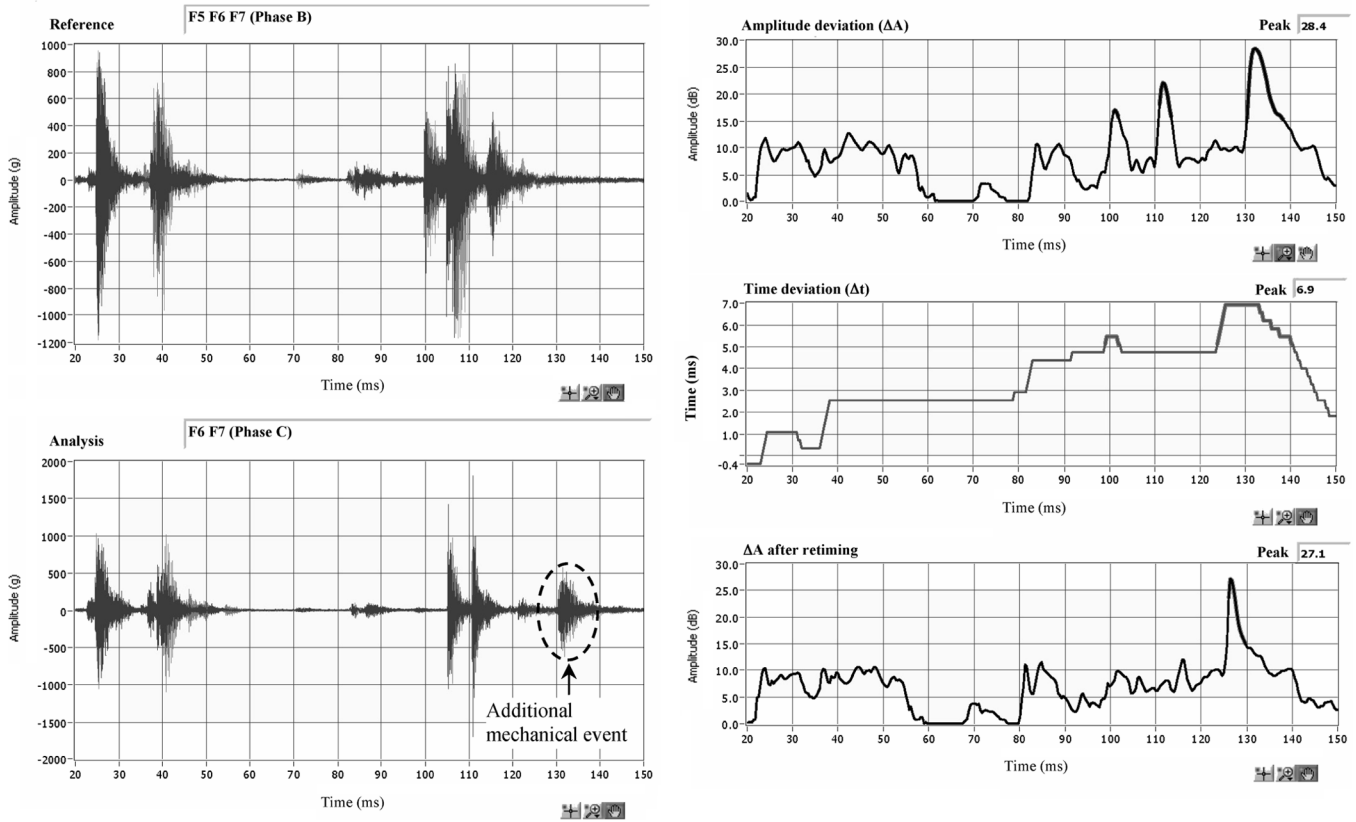 Reference
F5 F6 F7 (Phase B)
Amplitude (g)
1000
800
600
400
200
0
-200
-400
-600
-800
-1000
-1200
20 30 40 50 60 70 80 90 100 110 120 130 140 150
Time (ms)
Analysis
F6 F7 (Phase C)
Amplitude (g)
2000
1500
1000
500
0
-500
-1000
-1500
-2000
Additional
mechanical event
20 30 40 50 60 70 80 90 100 110 120 130 140 150
Time (ms)
Amplitude deviation (ΔA)
Peak 28.4
Amplitude (dB)
30.0
25.0
20.0
15.0
10.0
5.0
0.0
20 30 40 50 60 70 80 90 100 110 120 130 140 150
Time (ms)
Time deviation (Δt)
Peak 6.9
Time (ms)
7.0
6.0
5.0
4.0
3.0
2.0
1.0
-0.4
20 30 40 50 60 70 80 90 100 110 120 130 140 150
Time (ms)
ΔA after retiming
Peak 27.1
Amplitude (dB)
30.0
25.0
20.0
15.0
10.0
5.0
0.0
20 30 40 50 60 70 80 90 100 110 120 130 140 150
Time (ms)